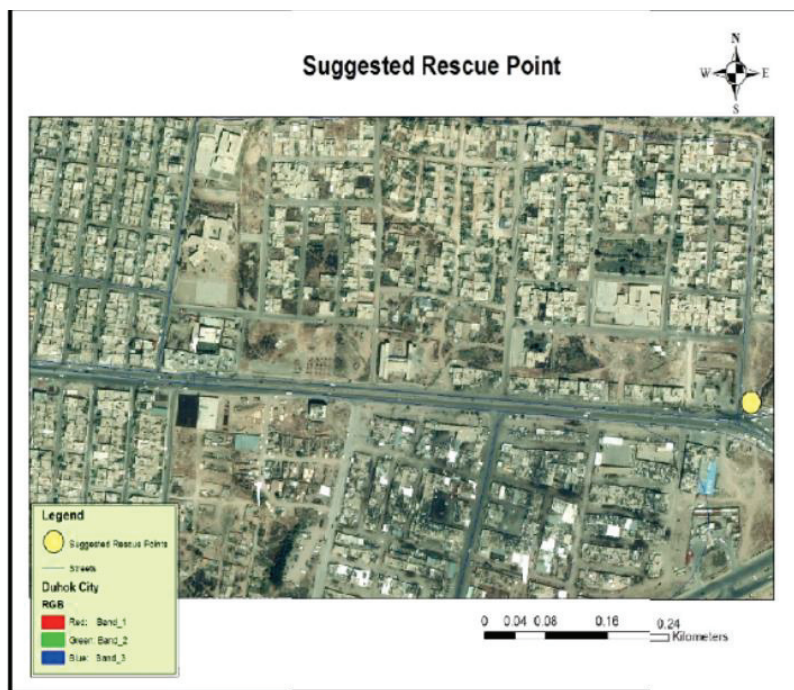 Suggested Rescue Point
N
W E
S
Legend
Suggested Rescue Points
Streets
Duhok City
RGB
Red: Band_1
Green: Band_2
Blue: Band_3
0 0.04 0.08 0.16 0.24
Kilometers